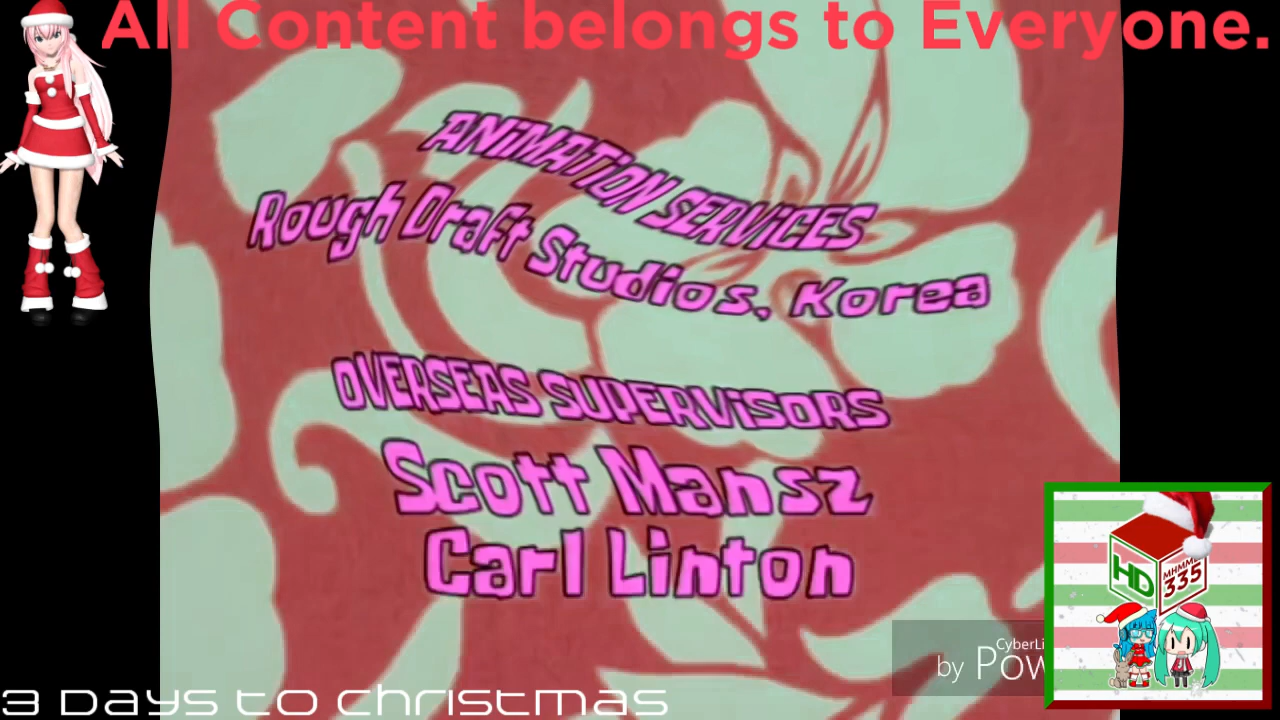 All Content belongs to Everyone.
ANiMATiON SERViCES
Rough Draft Studios, Korea
OVERSEAS SUPERViSORS
Scott Mansz
Carl Linton
HD
MHMMC
335
by
3 Days to Christmas